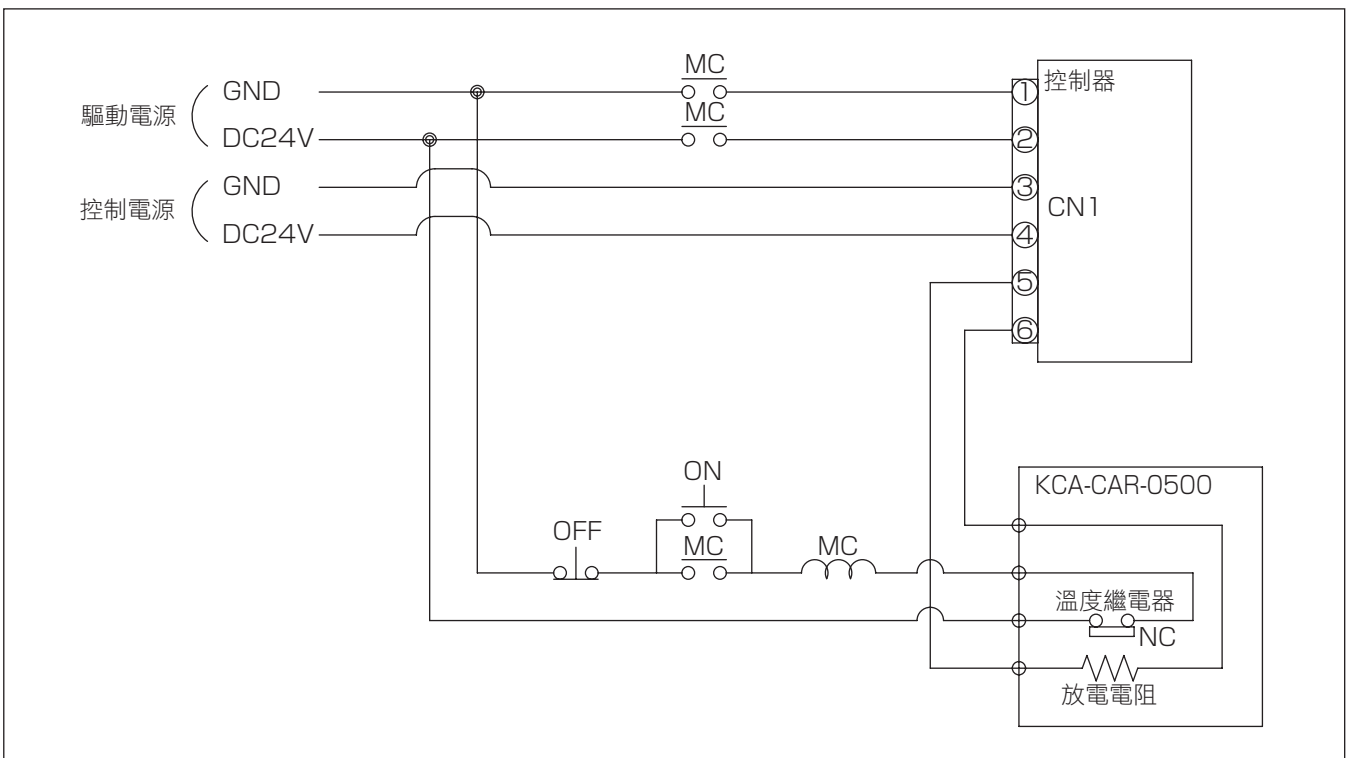 MC
GND
①
控制器
驅動電源
MC
DC24V
②
GND
③
控制電源
CN1
DC24V
④
⑤
⑥
ON
KCA-CAR-0500
OFF
MC
MC
溫度繼電器
NC
放電電阻